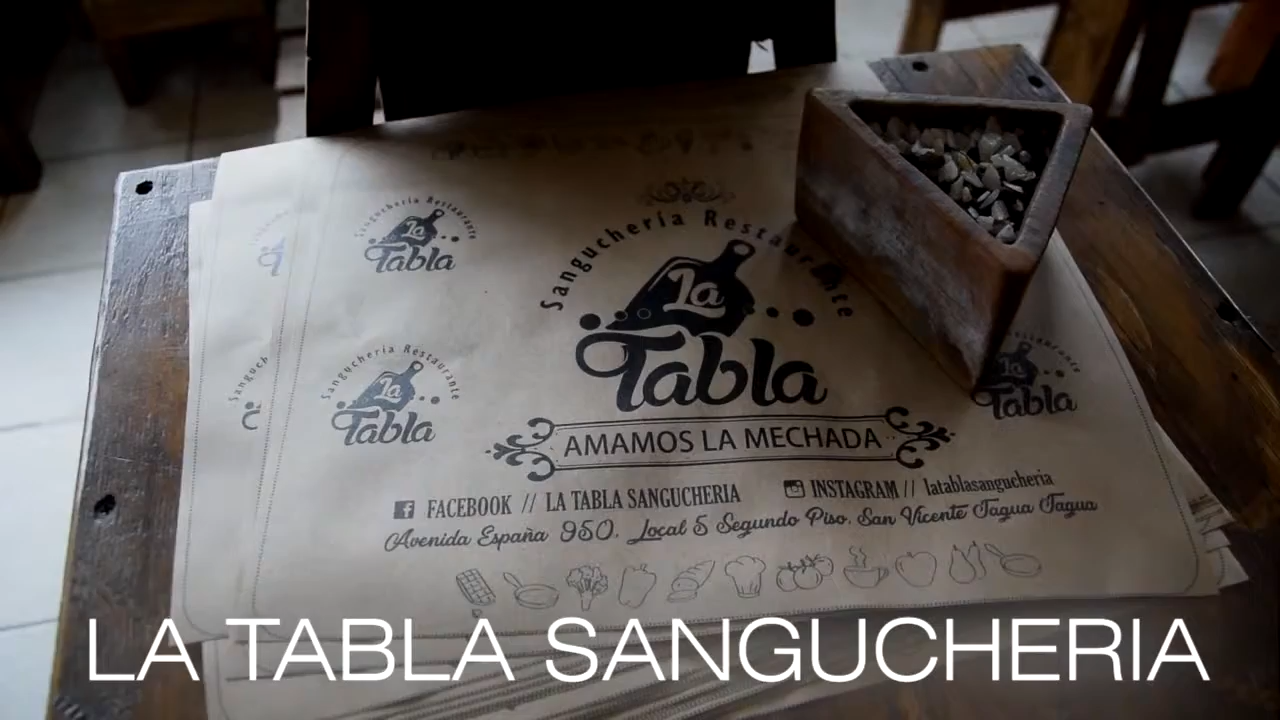 Sangucheria Restaurante
La
Tabla
Sangucheria Restaurante
La
Tabla
Sangucheria Restaurante
La
Tabla
Sanguch
La
Tabla
AMAMOS LA MECHADA
FACEBOOK // LA TABLA SANGUCHERIA
INSTAGRAM // latablasangucheria
Avenida España 950, Local 5 Segundo Piso, San Vicente Tagua Tagua
LA TABLA SANGUCHERIA